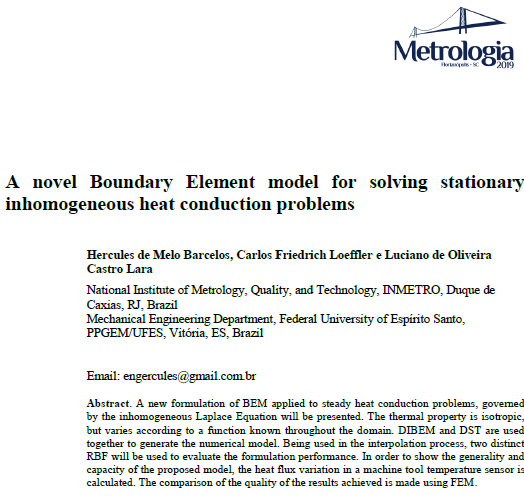 Metrologia
Florianópolis - SC 2019
A novel Boundary Element model for solving stationary
inhomogeneous heat conduction problems
Hercules de Melo Barcelos, Carlos Friedrich Loeffler e Luciano de Oliveira
Castro Lara
National Institute of Metrology, Quality, and Technology, INMETRO, Duque de
Caxias, RJ, Brazil
Mechanical Engineering Department, Federal University of Espírito Santo,
PPGEM/UFES, Vitória, ES, Brazil
Email: engercules@gmail.com.br
Abstract. A new formulation of BEM applied to steady heat conduction problems, governed
by the inhomogeneous Laplace Equation will be presented. The thermal property is isotropic,
but varies according to a function known throughout the domain. DIBEM and DST are used
together to generate the numerical model. Being used in the interpolation process, two distinct
RBF will be used to evaluate the formulation performance. In order to show the generality and
capacity of the proposed model, the heat flux variation in a machine tool temperature sensor is
calculated. The comparison of the quality of the results achieved is made using FEM.